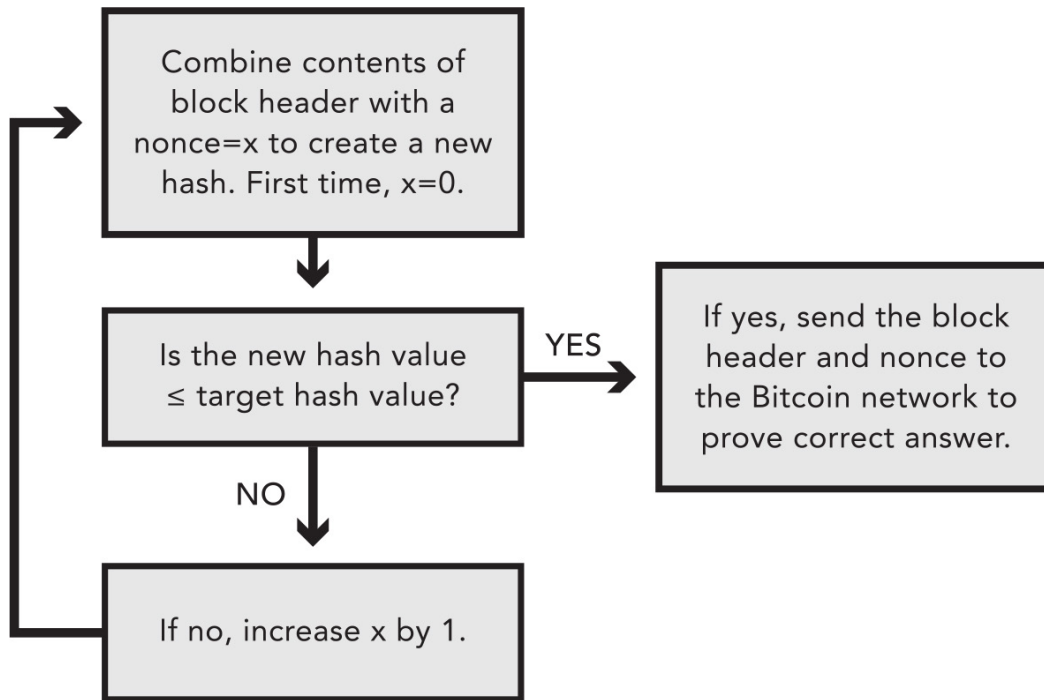 Combine contents of
block header with a
nonce=x to create a new
hash. First time, x=0.
Is the new hash value
≤ target hash value?
YES
If yes, send the block
header and nonce to
the Bitcoin network to
prove correct answer.
NO
If no, increase x by 1.